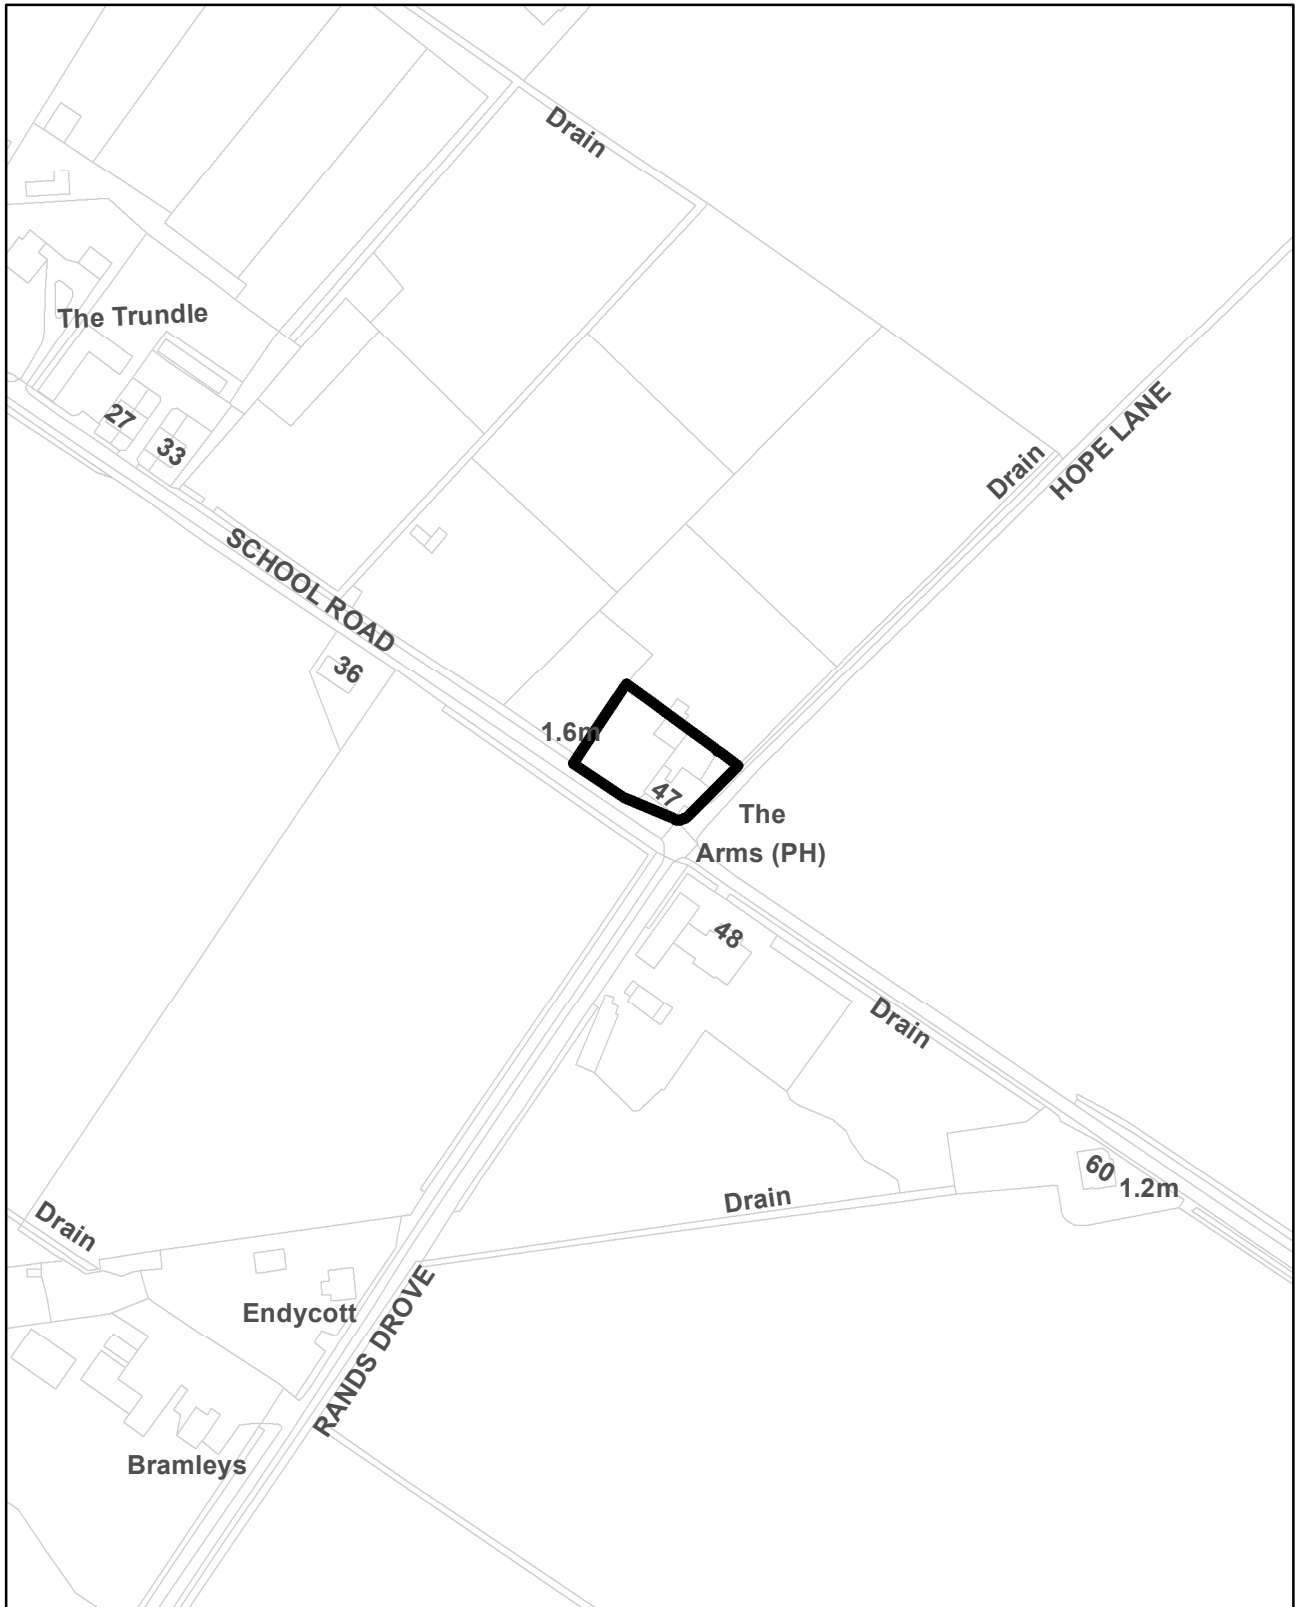 Drain
The Trundle
HOPE LANE
27
33
Drain
SCHOOL ROAD
36
1.6m
47
The
Arms (PH)
48
Drain
60
1.2m
Drain
Drain
Endycott
RANDS DROVE
Bramleys